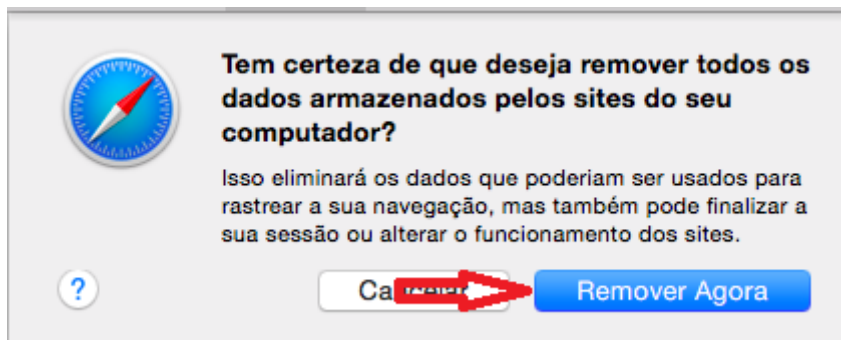 Tem certeza de que deseja remover todos os
dados armazenados pelos sites do seu
computador?
Isso eliminará os dados que poderiam ser usados para
rastrear a sua navegação, mas também pode finalizar a
sua sessão ou alterar o funcionamento dos sites.
?
Remover Agora